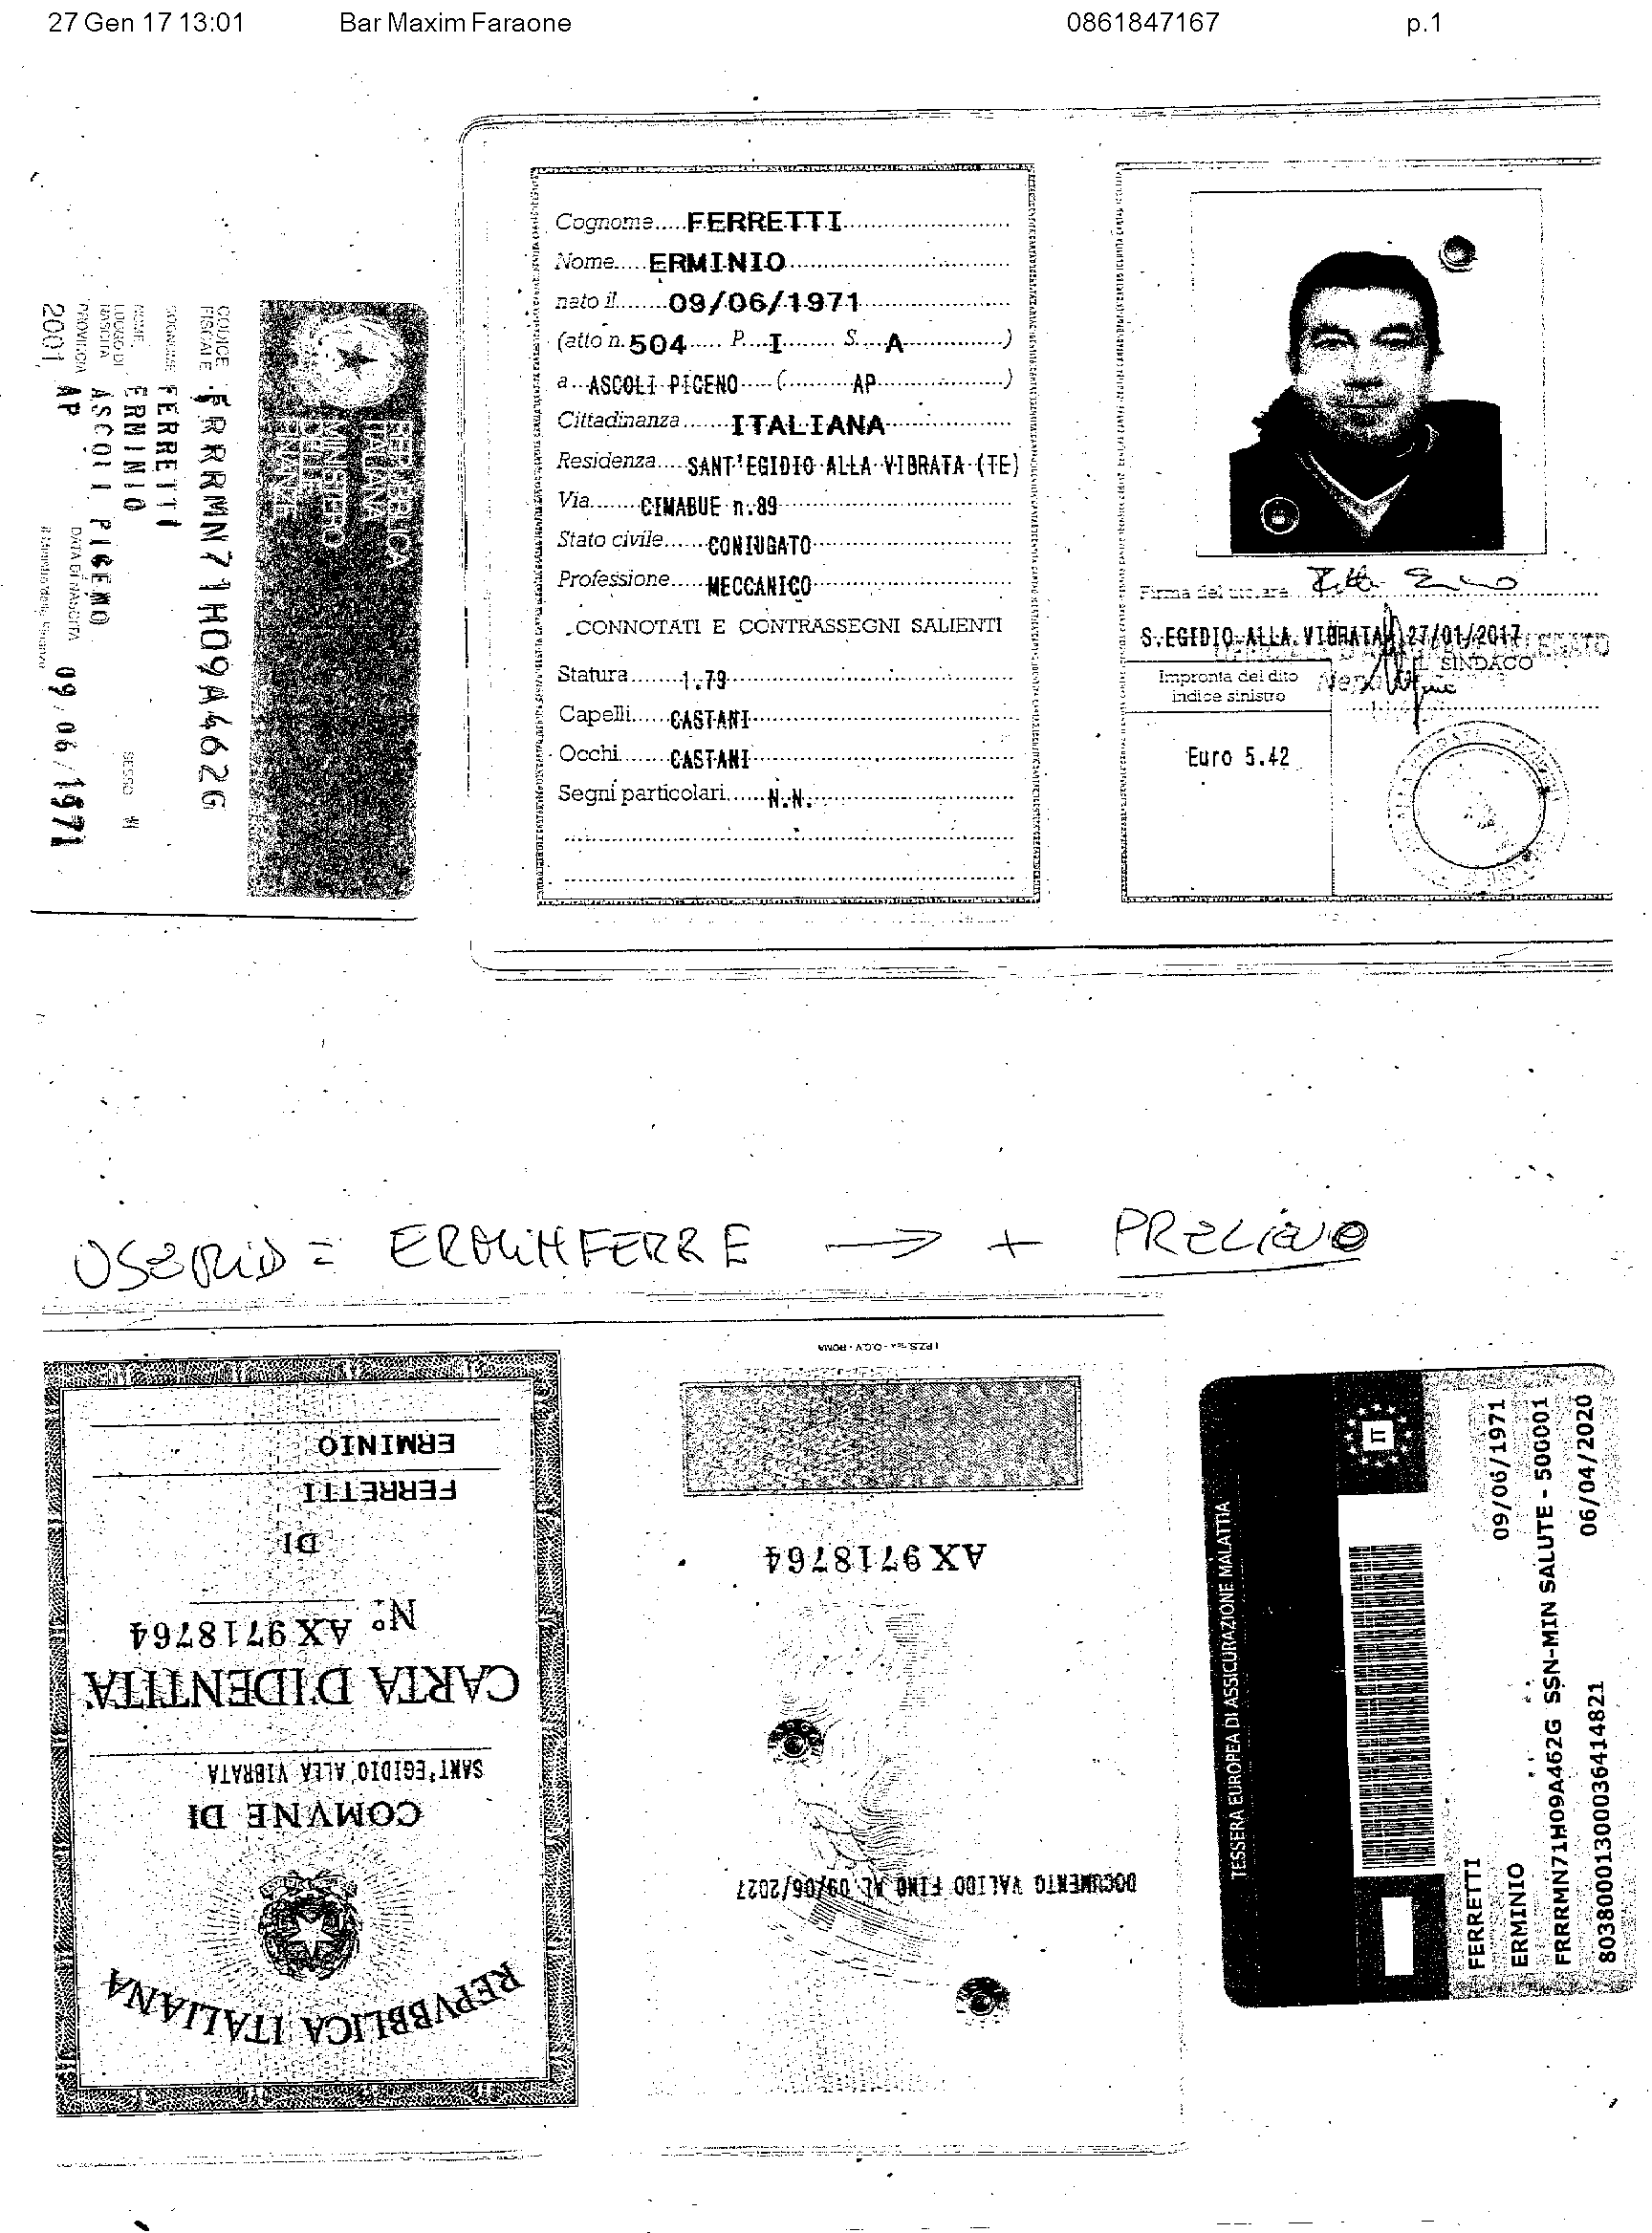 27 Gen 17 13:01 Bar Maxim Faraone 0861847167 p.1
Cognome.....FERRETTI
Nome.....ERMINIO
nato il.......09/06/1971
(atto n. 504 ..... P....I........ S....A..............)
a...ASCOLI PICENO.....(.........AP................)
Cittadinanza.......ITALIANA
Residenza....SANT'EGIDIO ALLA VIBRATA (TE)
Via.......CIMABUE n.89
Stato civile......CONIUGATO
Professione.....MECCANICO
CONNOTATI E CONTRASSEGNI SALIENTI
Statura.......1.79
Capelli.....CASTANI
Occhi.......CASTANI
Segni particolari......N.N.
Firma del titolare
S.EGIDIO ALLA VIBRATA 27/01/2017
IL SINDACO
Impronta del dito
indice sinistro
Euro 5.42
REPUBBLICA
ITALIANA
MINISTERO
DELLE
FINANZE
CODICE
FISCALE FRRRMN71H09A462G
COGNOME FERRETTI
NOME ERMINIO SESSO M
LUOGO DI
NASCITA ASCOLI PICENO
PROVINCIA AP DATA DI NASCITA 09/06/1971
2001
USERID = ERMINFERRE → + PRELIEVO
REPVBBLICA ITALIANA
COMVNE DI
SANT'EGIDIO ALLA VIBRATA
CARTA D'IDENTITA
N° AX 9718764
DI
FERRETTI
ERMINIO
DOCUMENTO VALIDO FINO AL 09/06/2027
AX 9718764
I.P.Z.S. - O.C.V. - ROMA
TESSERA EUROPEA DI ASSICURAZIONE MALATTIA
IT
FERRETTI
ERMINIO 09/06/1971
FRRRMN71H09A462G SSN-MIN SALUTE - 500001
80380001300036414821 06/04/2020